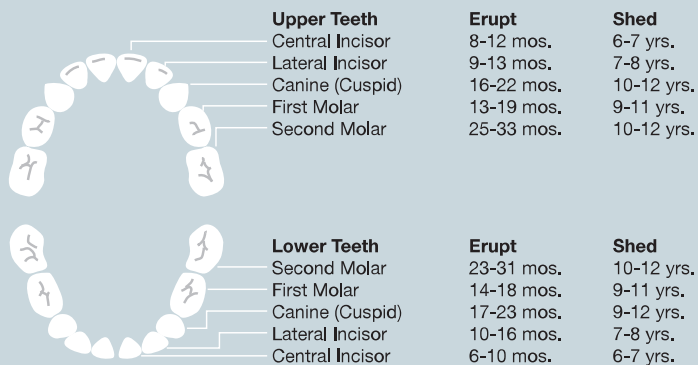 Upper Teeth Erupt Shed
Central Incisor 8-12 mos. 6-7 yrs.
Lateral Incisor 9-13 mos. 7-8 yrs.
Canine (Cuspid) 16-22 mos. 10-12 yrs.
First Molar 13-19 mos. 9-11 yrs.
Second Molar 25-33 mos. 10-12 yrs.
Lower Teeth Erupt Shed
Second Molar 23-31 mos. 10-12 yrs.
First Molar 14-18 mos. 9-11 yrs.
Canine (Cuspid) 17-23 mos. 9-12 yrs.
Lateral Incisor 10-16 mos. 7-8 yrs.
Central Incisor 6-10 mos. 6-7 yrs.